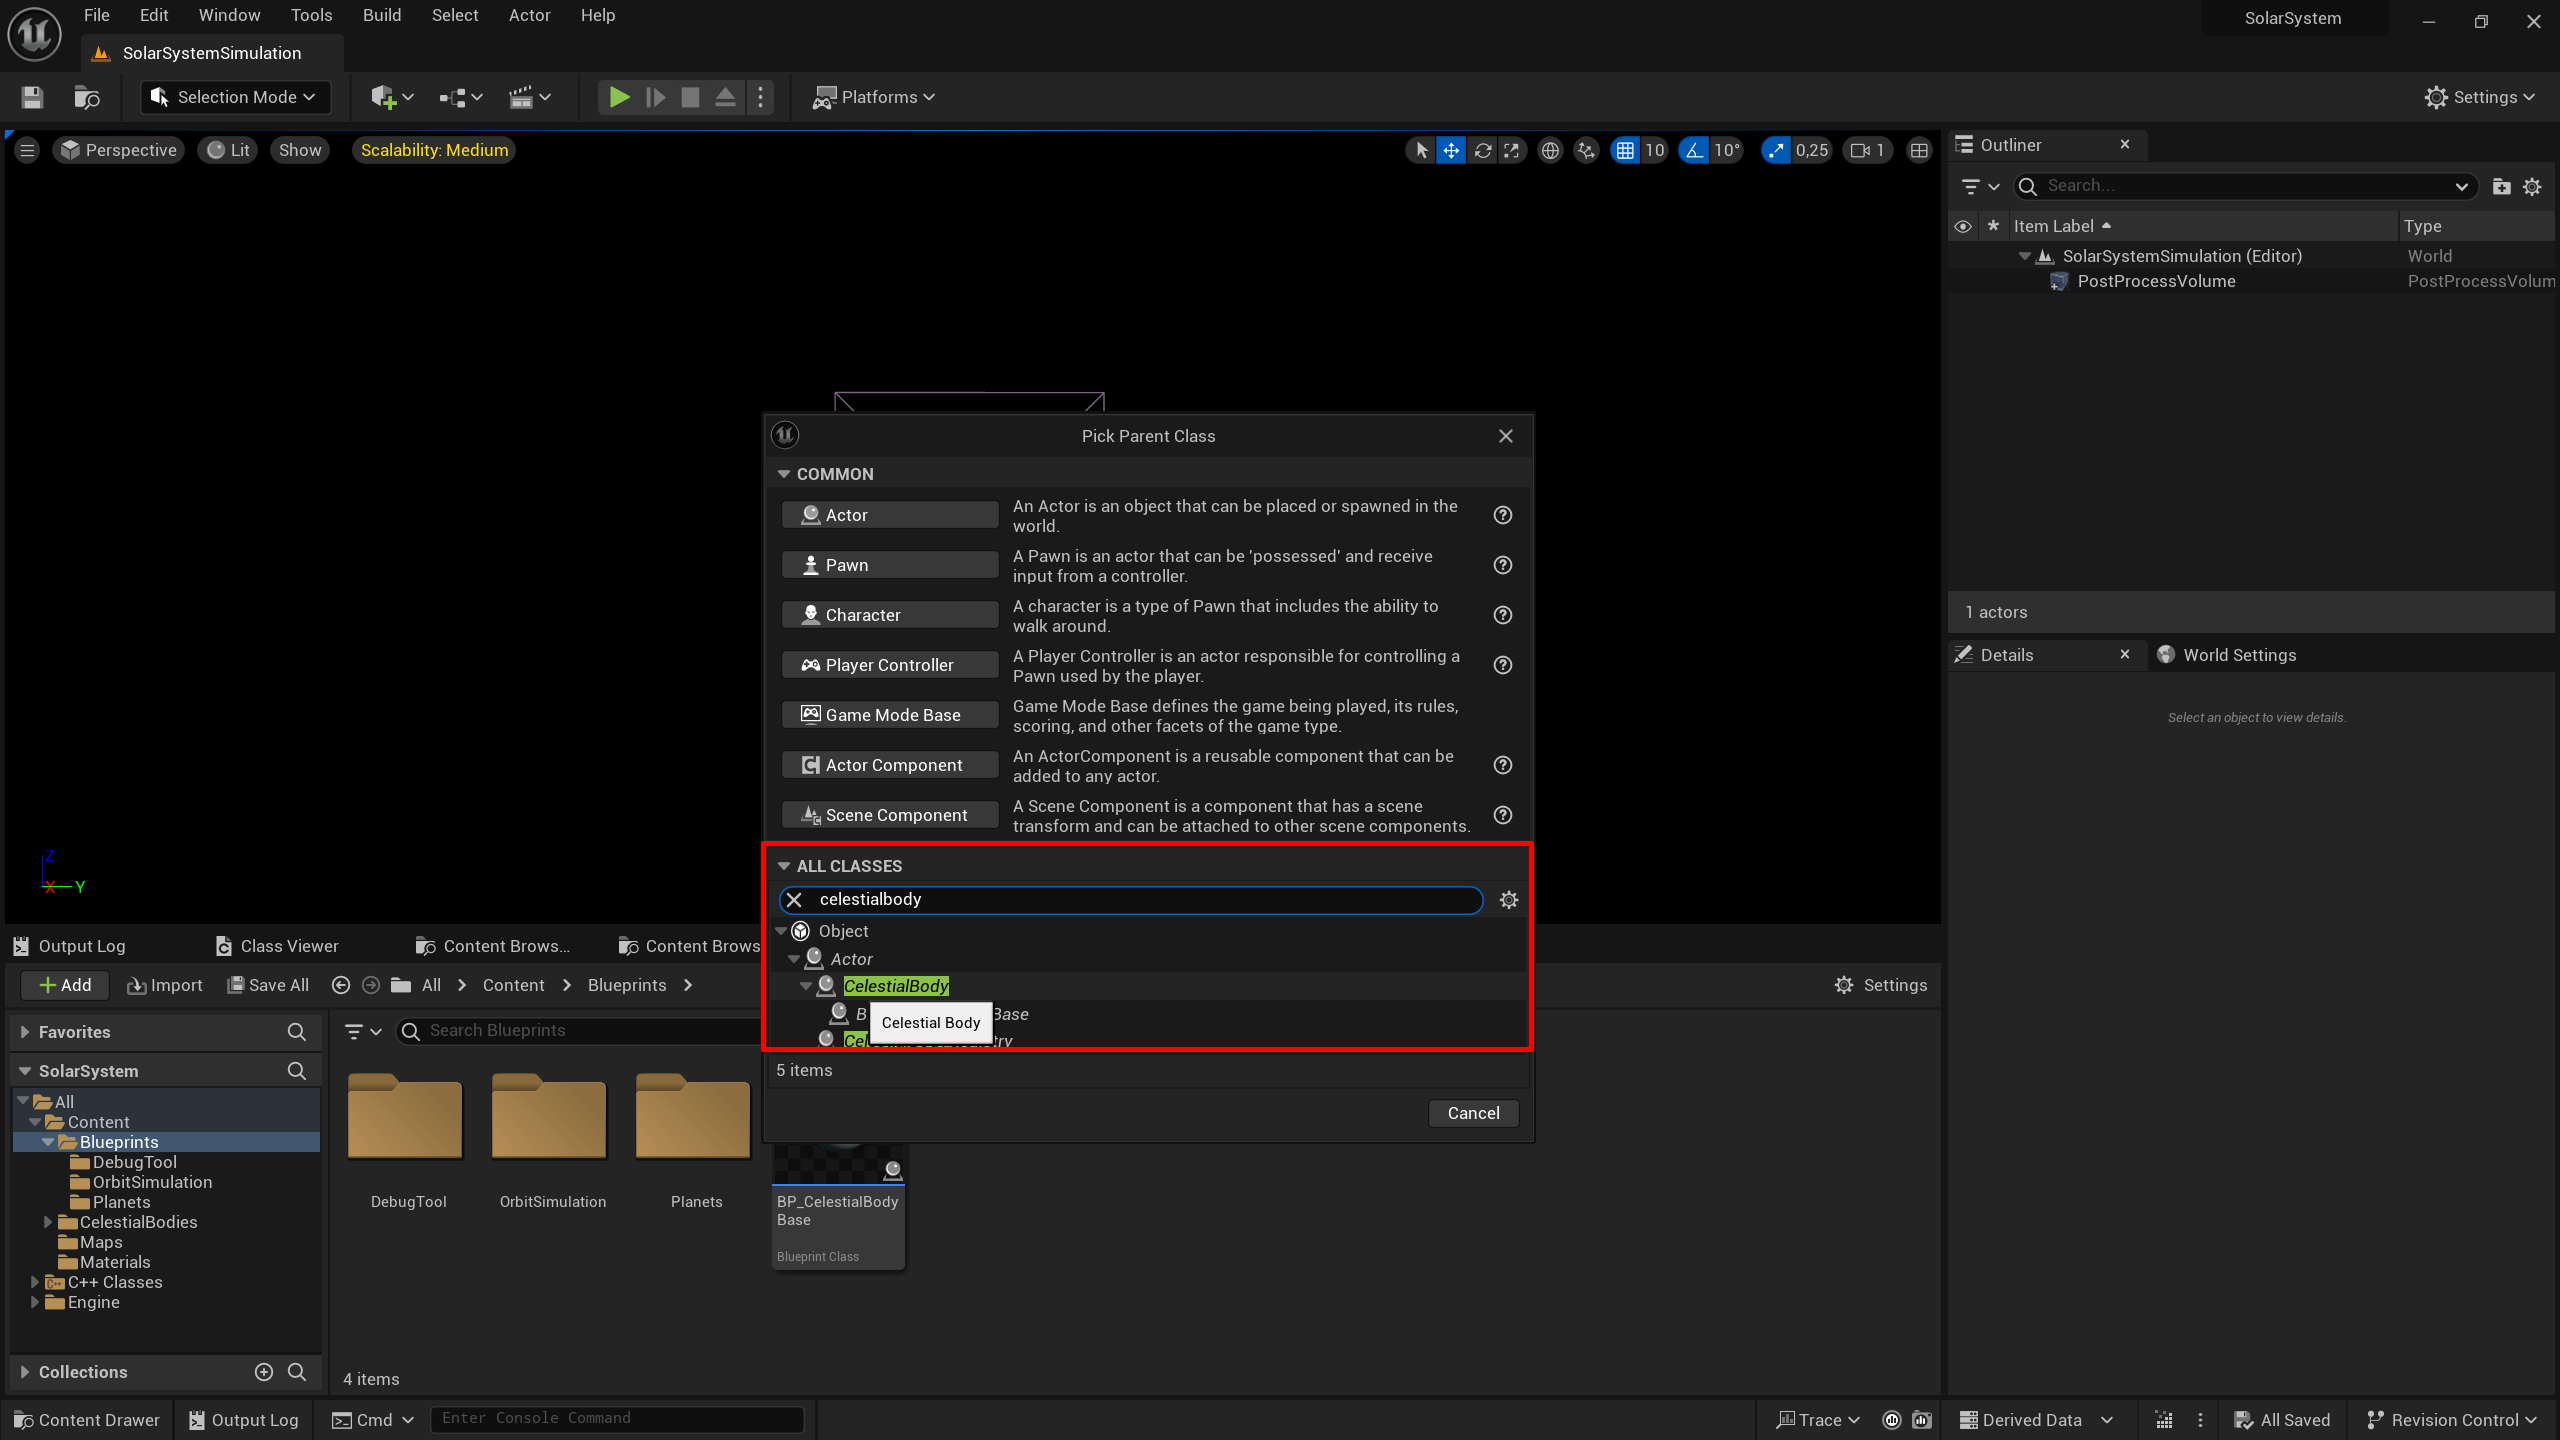 File Edit Window Tools Build Select Actor Help
SolarSystem
SolarSystemSimulation
Selection Mode
Platforms
Settings
Perspective Lit Show Scalability: Medium
10 10° 0,25 1
Outliner
Search...
Item Label Type
SolarSystemSimulation (Editor) World
PostProcessVolume PostProcessVolum
1 actors
Details World Settings
Select an object to view details.
Pick Parent Class
COMMON
Actor
An Actor is an object that can be placed or spawned in the
world.
Pawn
A Pawn is an actor that can be 'possessed' and receive
input from a controller.
Character
A character is a type of Pawn that includes the ability to
walk around.
Player Controller
A Player Controller is an actor responsible for controlling a
Pawn used by the player.
Game Mode Base
Game Mode Base defines the game being played, its rules,
scoring, and other facets of the game type.
Actor Component
An ActorComponent is a reusable component that can be
added to any actor.
Scene Component
A Scene Component is a component that has a scene
transform and can be attached to other scene components.
ALL CLASSES
celestialbody
Object
Actor
CelestialBody
Celestial Body
5 items
Cancel
Z
X Y
Output Log Class Viewer Content Brows... Content Brows
Add Import Save All All Content Blueprints Settings
Favorites
Search Blueprints
SolarSystem
All
Content
Blueprints
DebugTool
OrbitSimulation
Planets
CelestialBodies
Maps
Materials
C++ Classes
Engine
Collections
DebugTool OrbitSimulation Planets
BP_CelestialBody
Base
Blueprint Class
4 items
Content Drawer Output Log Cmd Enter Console Command Trace Derived Data All Saved Revision Control